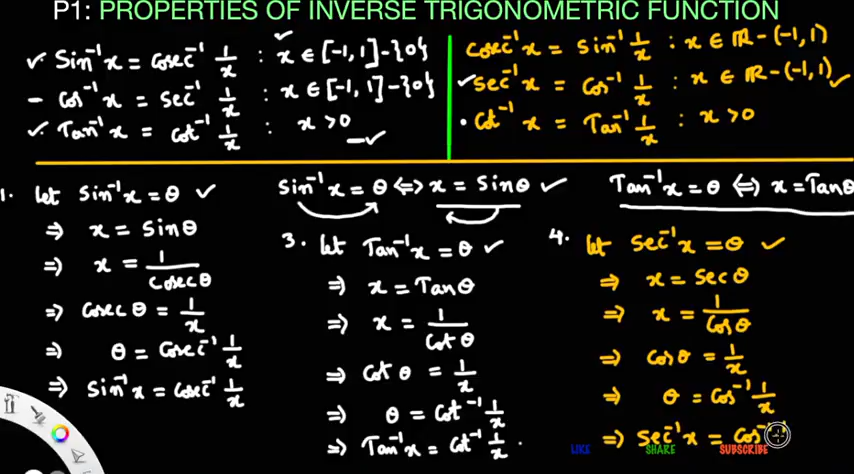 P1: PROPERTIES OF INVERSE TRIGONOMETRIC FUNCTION
✓ Sin⁻¹x = Cosec⁻¹ 1/x : x ∈ [-1, 1] - {0}
- Cos⁻¹x = Sec⁻¹ 1/x : x ∈ [-1, 1] - {0}
✓ Tan⁻¹x = Cot⁻¹ 1/x : x > 0
Cosec⁻¹x = Sin⁻¹ 1/x : x ∈ R - (-1, 1)
✓ Sec⁻¹x = Cos⁻¹ 1/x : x ∈ R - (-1, 1) ✓
• Cot⁻¹x = Tan⁻¹ 1/x : x > 0
1. Let Sin⁻¹x = θ ✓
⇒ x = Sinθ
⇒ x = 1/Cosecθ
⇒ Cosec θ = 1/x
⇒ θ = Cosec⁻¹ 1/x
⇒ Sin⁻¹x = Cosec⁻¹ 1/x
Sin⁻¹x = θ ⇔ x = Sinθ ✓
Tan⁻¹x = θ ⇔ x = Tanθ
3. Let Tan⁻¹x = θ ✓
⇒ x = Tanθ
⇒ x = 1/Cot θ
⇒ Cot θ = 1/x
⇒ θ = Cot⁻¹ 1/x
⇒ Tan⁻¹x = Cot⁻¹ 1/x
4. Let Sec⁻¹x = θ ✓
⇒ x = Secθ
⇒ x = 1/Cosθ
⇒ Cosθ = 1/x
⇒ θ = Cos⁻¹ 1/x
⇒ Sec⁻¹x = Cos⁻¹
LIKE SHARE SUBSCRIBE